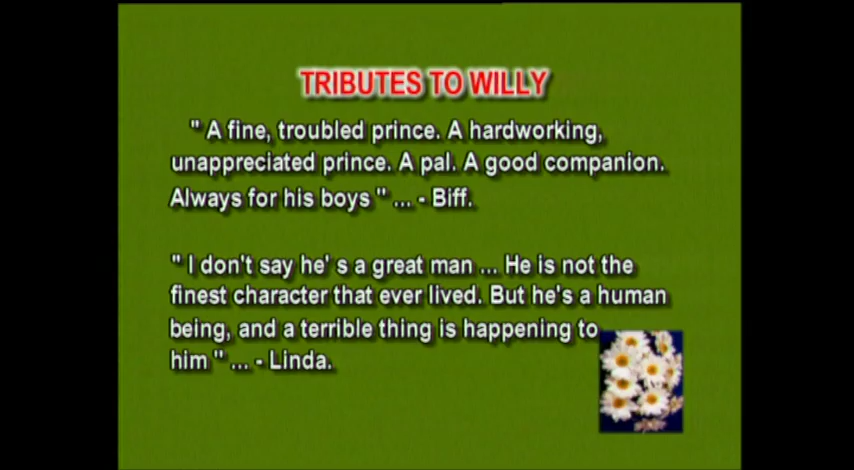 TRIBUTES TO WILLY
" A fine, troubled prince. A hardworking,
unappreciated prince. A pal. A good companion.
Always for his boys " ... - Biff.
" I don't say he' s a great man ... He is not the
finest character that ever lived. But he's a human
being, and a terrible thing is happening to
him " ... - Linda.